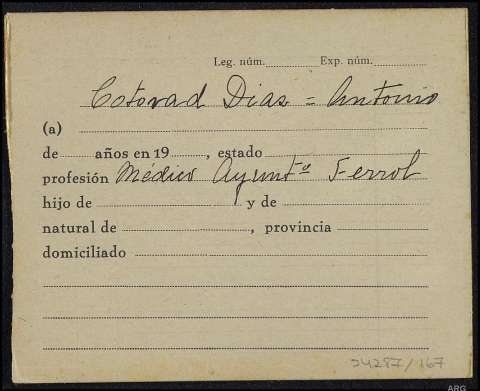 Leg. núm. Exp. núm.
Cotovad Dias = Antonio
(a)
de años en 19 , estado
profesión Médico Ayuntº Ferrol
hijo de y de
natural de , provincia
domiciliado
34287/167
ARG